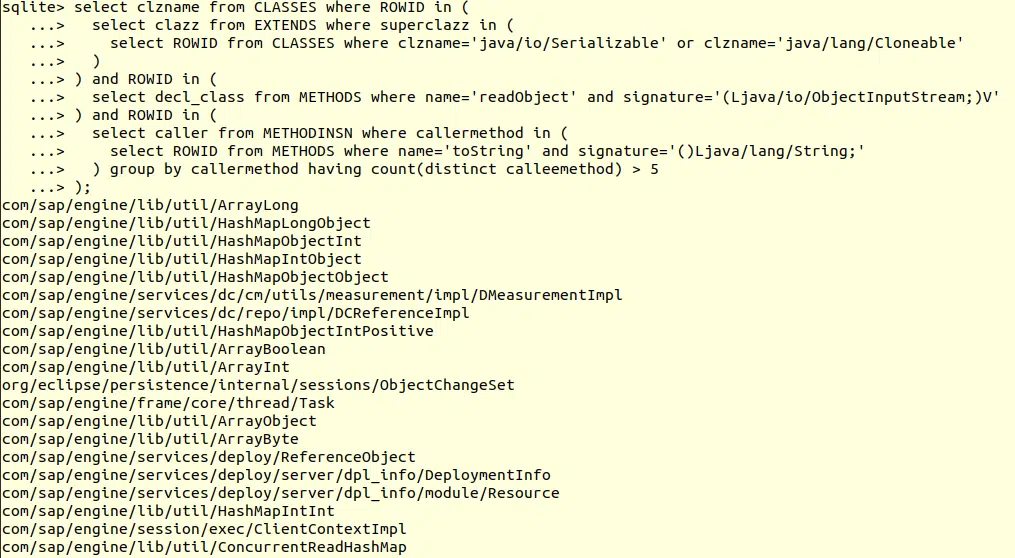 sqlite> select clzname from CLASSES where ROWID in (
   ...>   select clazz from EXTENDS where superclazz in (
   ...>     select ROWID from CLASSES where clzname='java/io/Serializable' or clzname='java/lang/Cloneable'
   ...>   )
   ...> ) and ROWID in (
   ...>   select decl_class from METHODS where name='readObject' and signature='(Ljava/io/ObjectInputStream;)V'
   ...> ) and ROWID in (
   ...>   select caller from METHODINSN where callermethod in (
   ...>     select ROWID from METHODS where name='toString' and signature='()Ljava/lang/String;'
   ...>   ) group by callermethod having count(distinct calleemethod) > 5
   ...> );
com/sap/engine/lib/util/ArrayLong
com/sap/engine/lib/util/HashMapLongObject
com/sap/engine/lib/util/HashMapObjectInt
com/sap/engine/lib/util/HashMapIntObject
com/sap/engine/lib/util/HashMapObjectObject
com/sap/engine/services/dc/cm/utils/measurement/impl/DMeasurementImpl
com/sap/engine/services/dc/repo/impl/DCReferenceImpl
com/sap/engine/lib/util/HashMapObjectIntPositive
com/sap/engine/lib/util/ArrayBoolean
com/sap/engine/lib/util/ArrayInt
org/eclipse/persistence/internal/sessions/ObjectChangeSet
com/sap/engine/frame/core/thread/Task
com/sap/engine/lib/util/ArrayObject
com/sap/engine/lib/util/ArrayByte
com/sap/engine/services/deploy/ReferenceObject
com/sap/engine/services/deploy/server/dpl_info/DeploymentInfo
com/sap/engine/services/deploy/server/dpl_info/module/Resource
com/sap/engine/lib/util/HashMapIntInt
com/sap/engine/session/exec/ClientContextImpl
com/sap/engine/lib/util/ConcurrentReadHashMap